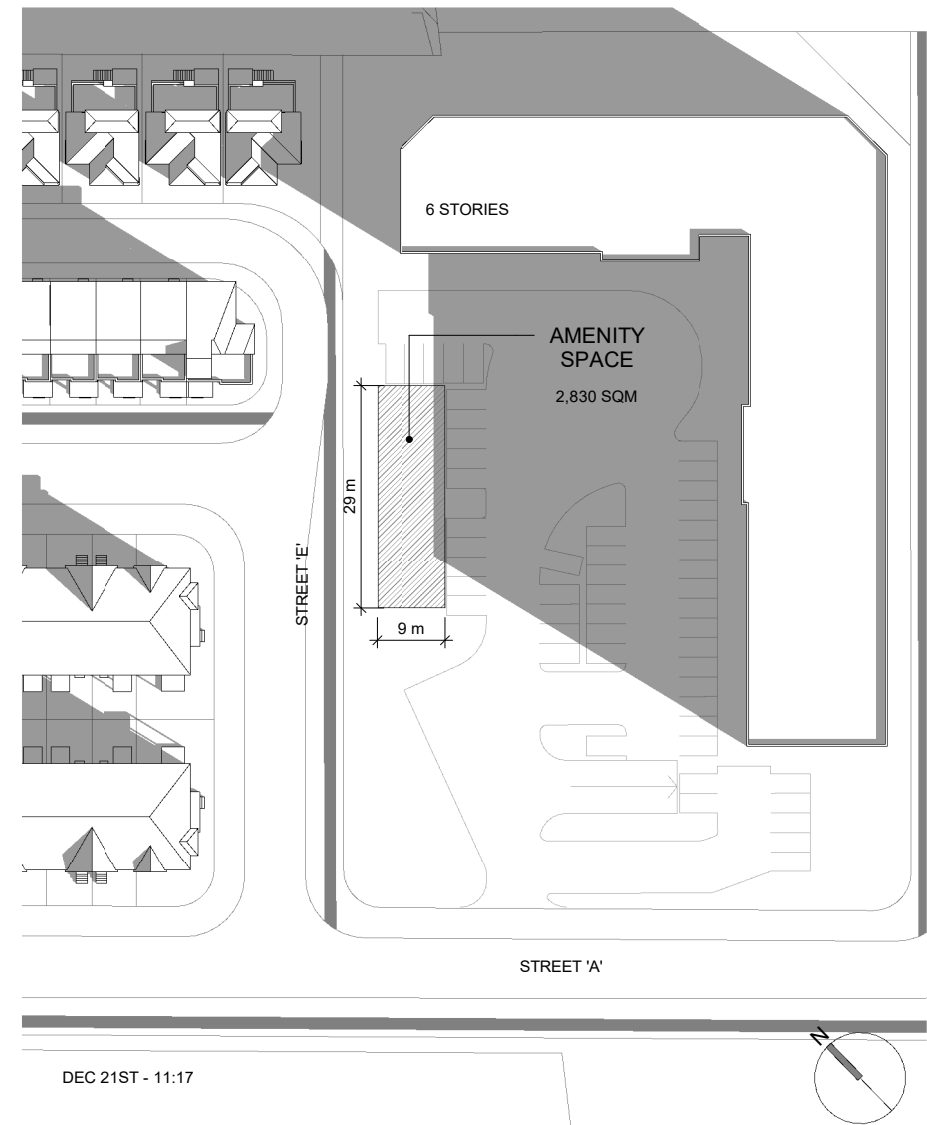 6 STORIES
AMENITY
SPACE
2,830 SQM
29 m
9 m
STREET 'E'
STREET 'A'
N
DEC 21ST - 11:17